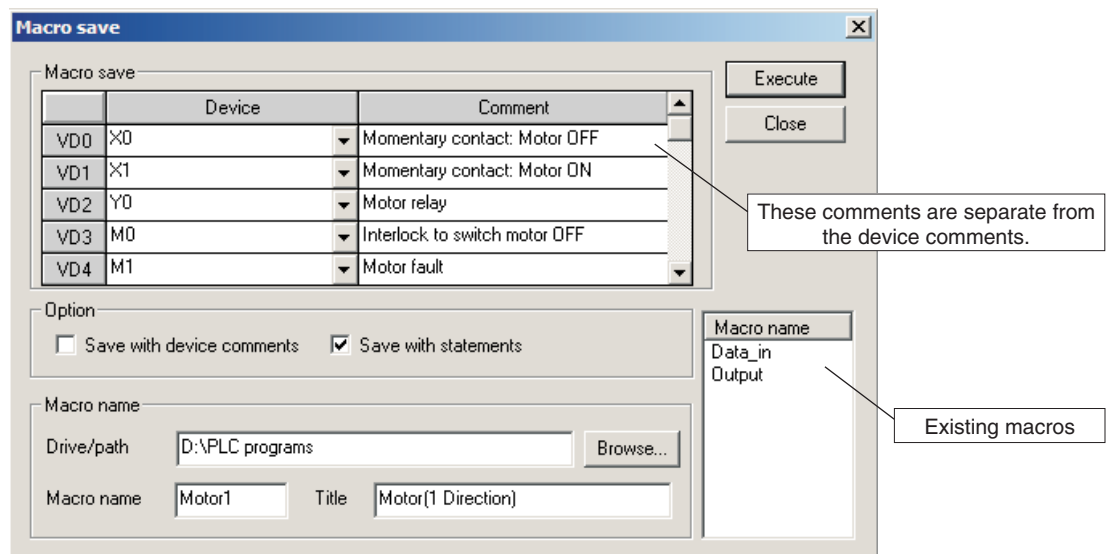 Macro save
Macro save
Device Comment
VD0 X0 Momentary contact: Motor OFF
VD1 X1 Momentary contact: Motor ON
VD2 Y0 Motor relay
VD3 M0 Interlock to switch motor OFF
VD4 M1 Motor fault
Execute
Close
These comments are separate from
the device comments.
Option
Save with device comments Save with statements
Macro name
Data_in
Output
Existing macros
Macro name
Drive/path D:\PLC programs Browse...
Macro name Motor1 Title Motor(1 Direction)